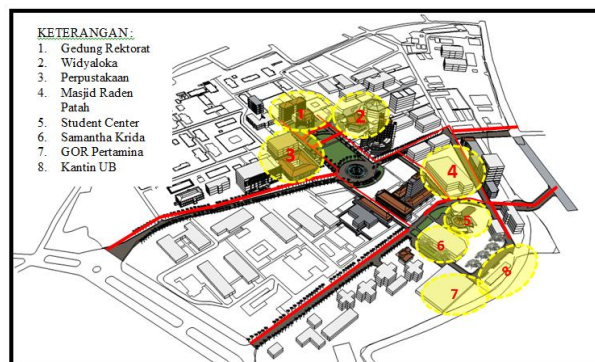 KETERANGAN :
1. Gedung Rektorat
2. Widyaloka
3. Perpustakaan
4. Masjid Raden
Patah
5. Student Center
6. Samantha Krida
7. GOR Pertamina
8. Kantin UB
1
2
3
4
5
6
7
8